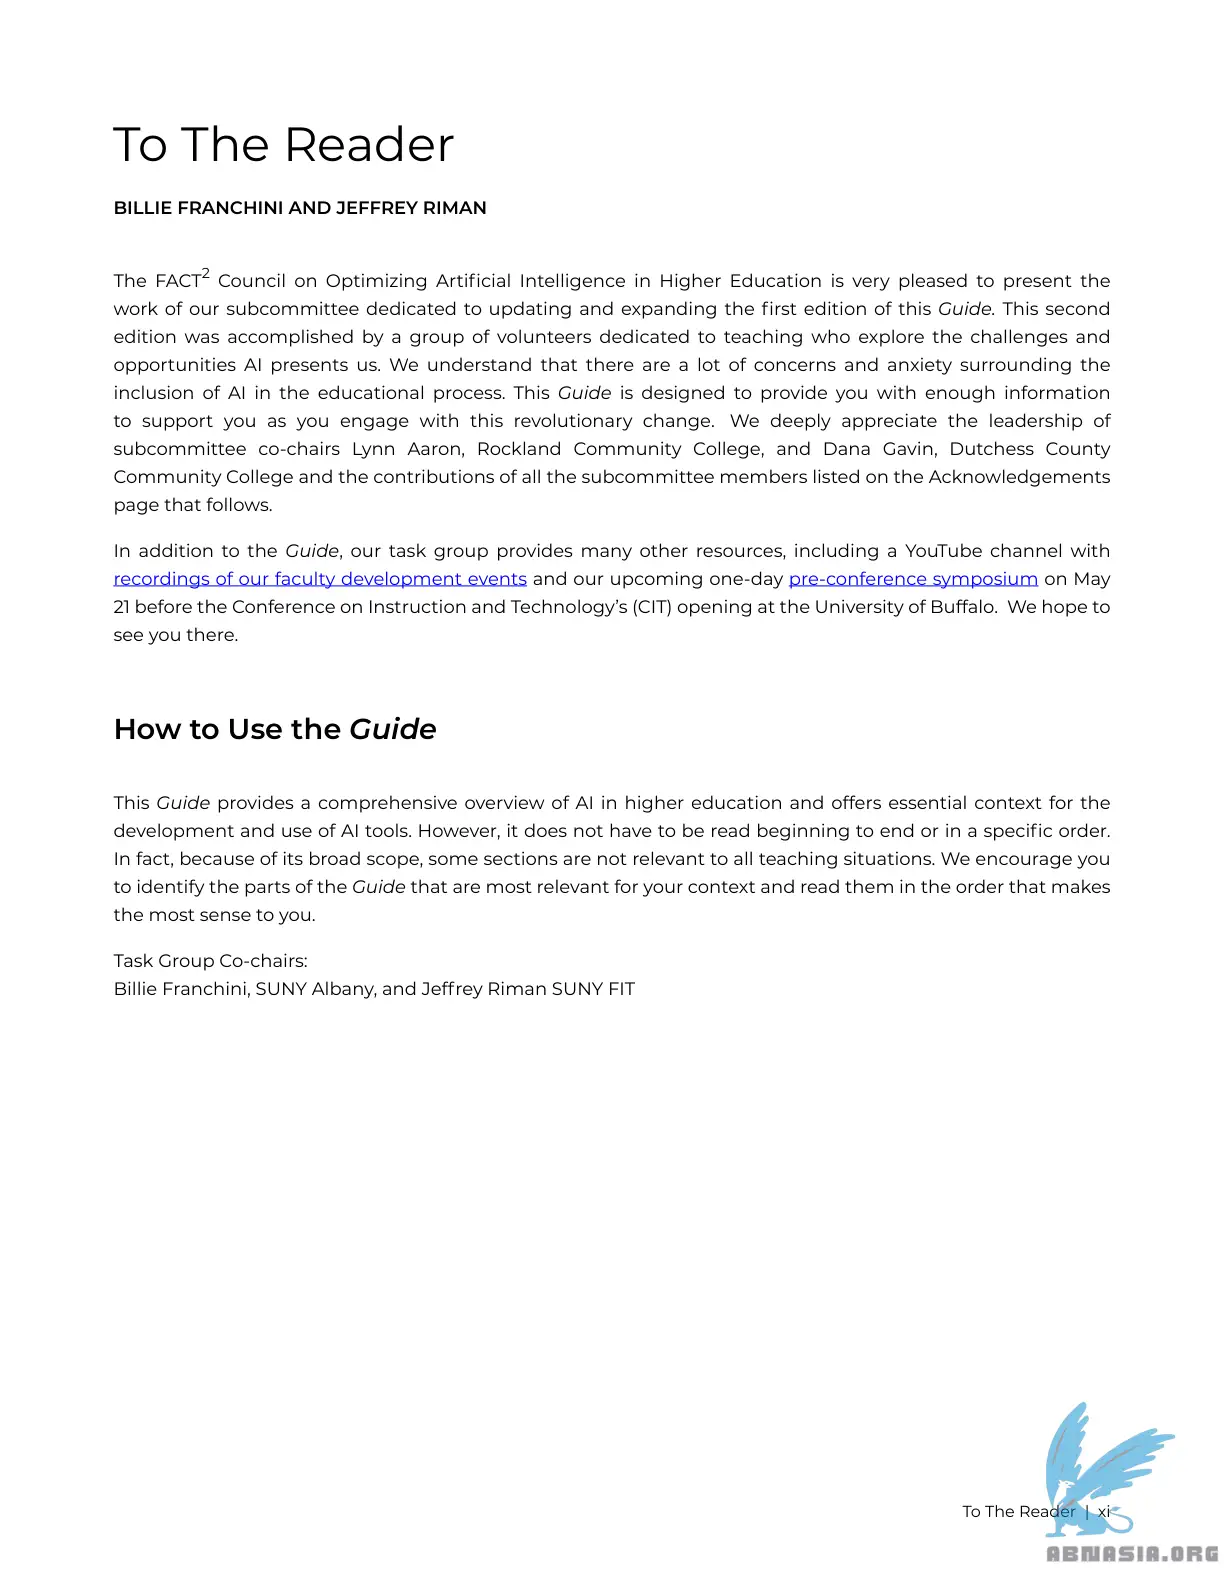 To The Reader
BILLIE FRANCHINI AND JEFFREY RIMAN
The FACT2 Council on Optimizing Artificial Intelligence in Higher Education is very pleased to present the
work of our subcommittee dedicated to updating and expanding the first edition of this Guide. This second
edition was accomplished by a group of volunteers dedicated to teaching who explore the challenges and
opportunities AI presents us. We understand that there are a lot of concerns and anxiety surrounding the
inclusion of AI in the educational process. This Guide is designed to provide you with enough information
to support you as you engage with this revolutionary change. We deeply appreciate the leadership of
subcommittee co-chairs Lynn Aaron, Rockland Community College, and Dana Gavin, Dutchess County
Community College and the contributions of all the subcommittee members listed on the Acknowledgements
page that follows.
In addition to the Guide, our task group provides many other resources, including a YouTube channel with
recordings of our faculty development events and our upcoming one-day pre-conference symposium on May
21 before the Conference on Instruction and Technology’s (CIT) opening at the University of Buffalo. We hope to
see you there.
How to Use the Guide
This Guide provides a comprehensive overview of AI in higher education and offers essential context for the
development and use of AI tools. However, it does not have to be read beginning to end or in a specific order.
In fact, because of its broad scope, some sections are not relevant to all teaching situations. We encourage you
to identify the parts of the Guide that are most relevant for your context and read them in the order that makes
the most sense to you.
Task Group Co-chairs:
Billie Franchini, SUNY Albany, and Jeffrey Riman SUNY FIT
To The Reader | xi
ABNASIA.ORG